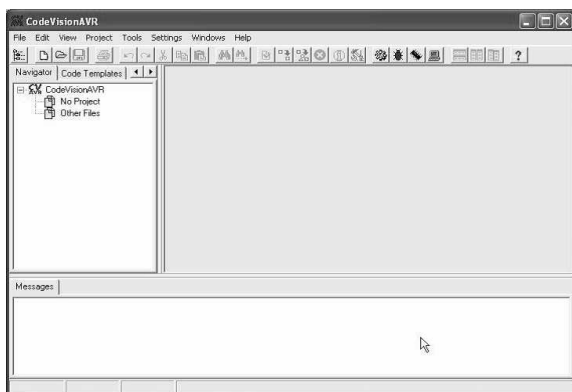 CodeVisionAVR
File Edit View Project Tools Settings Windows Help
Navigator Code Templates
CodeVisionAVR
No Project
Other Files
Messages